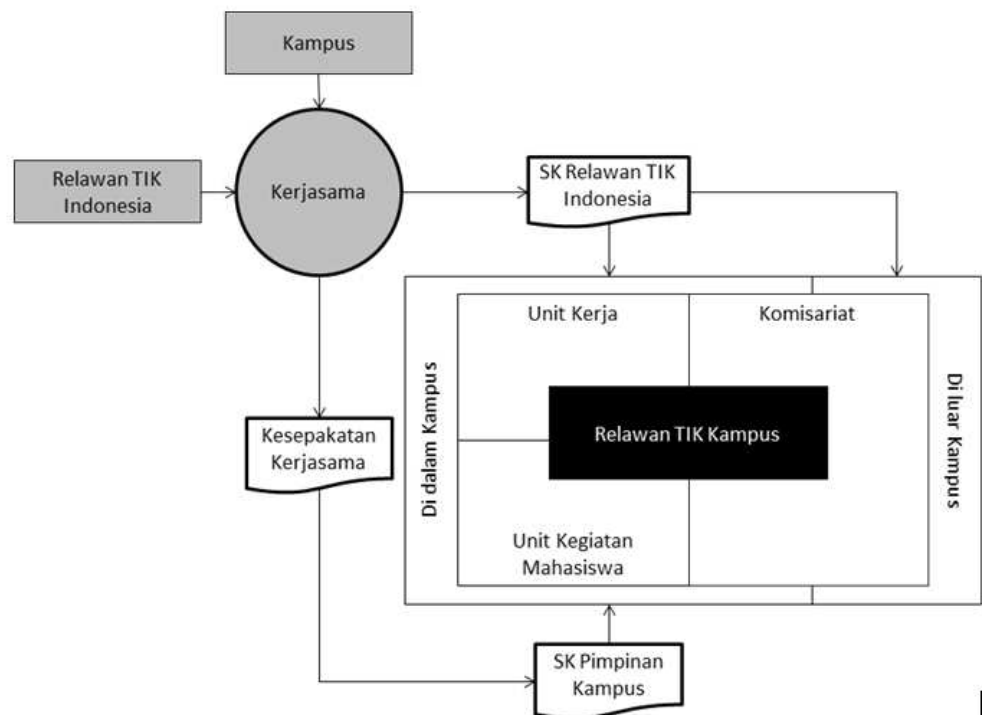 Kampus
Relawan TIK
Indonesia
Kerjasama
SK Relawan TIK
Indonesia
Unit Kerja
Komisariat
Di dalam Kampus
Relawan TIK Kampus
Di luar Kampus
Kesepakatan
Kerjasama
Unit Kegiatan
Mahasiswa
SK Pimpinan
Kampus